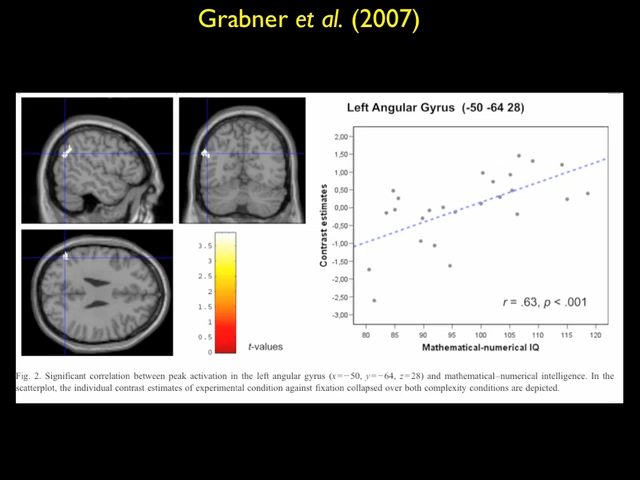 Grabner et al. (2007)
Left Angular Gyrus (-50 -64 28)
2,00
1,50
1,00
0,50
0,00
-0,50
-1,00
-1,50
-2,00
-2,50
-3,00
Contrast estimates
r = .63, p < .001
80 85 90 95 100 105 110 115 120
Mathematical-numerical IQ
3.5
3
2.5
2
1.5
1
0.5
0
t-values
Fig. 2. Significant correlation between peak activation in the left angular gyrus (x=−50, y=−64, z=28) and mathematical–numerical intelligence. In the
scatterplot, the individual contrast estimates of experimental condition against fixation collapsed over both complexity conditions are depicted.